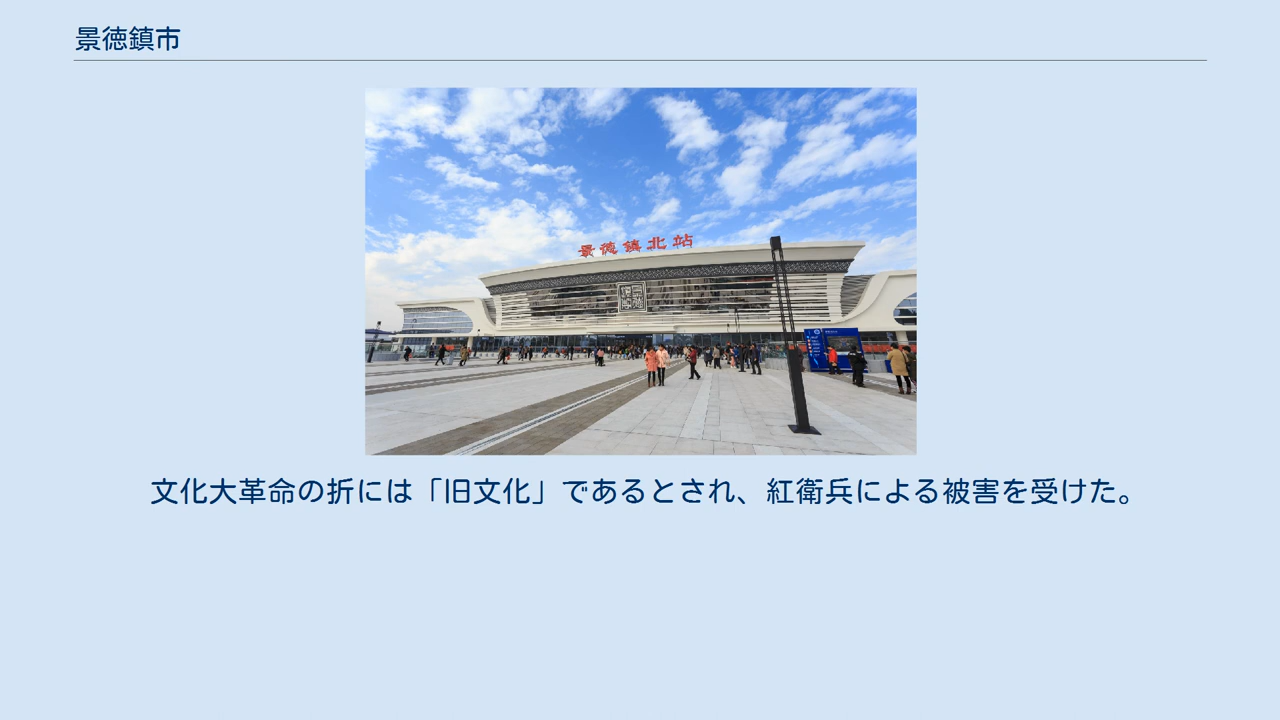 景徳鎮市
景德镇北站
文化大革命の折には「旧文化」であるとされ、紅衛兵による被害を受けた。